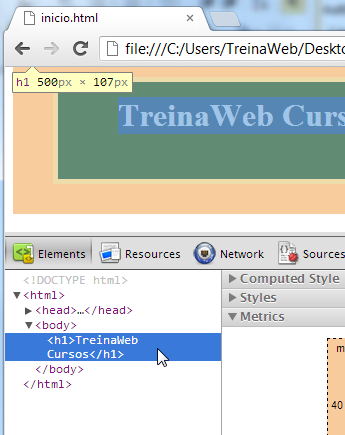 inicio.html
file:///C:/Users/TreinaWeb/Deskto
h1 500px × 107px
TreinaWeb Curs
Elements Resources Network Sources
<!DOCTYPE html>
▼<html>
▶<head>…</head>
▼<body>
<h1>TreinaWeb
Cursos</h1>
</body>
</html>
▶ Computed Style
▶ Styles
▼ Metrics
m
40